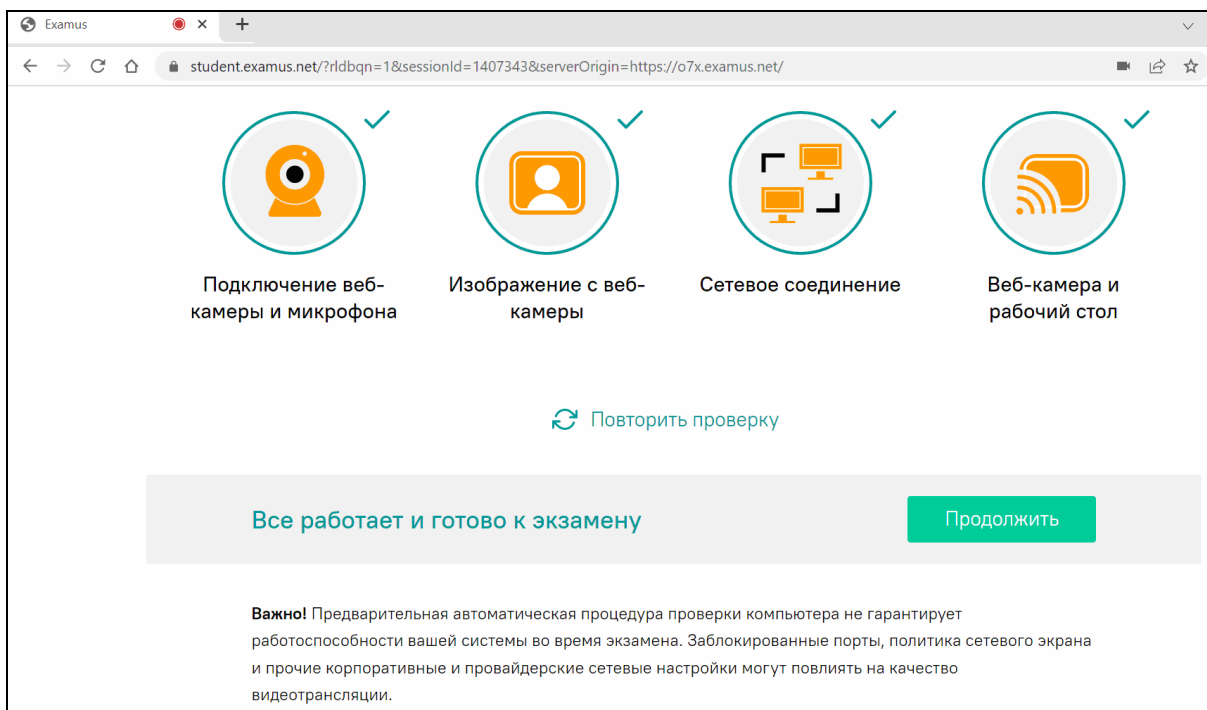 Examus
student.examus.net/?rldbqn=1&sessionId=1407343&serverOrigin=https://o7x.examus.net/
Подключение веб-
камеры и микрофона
Изображение с веб-
камеры
Сетевое соединение
Веб-камера и
рабочий стол
Повторить проверку
Все работает и готово к экзамену
Продолжить
Важно! Предварительная автоматическая процедура проверки компьютера не гарантирует
работоспособности вашей системы во время экзамена. Заблокированные порты, политика сетевого экрана
и прочие корпоративные и провайдерские сетевые настройки могут повлиять на качество
видеотрансляции.